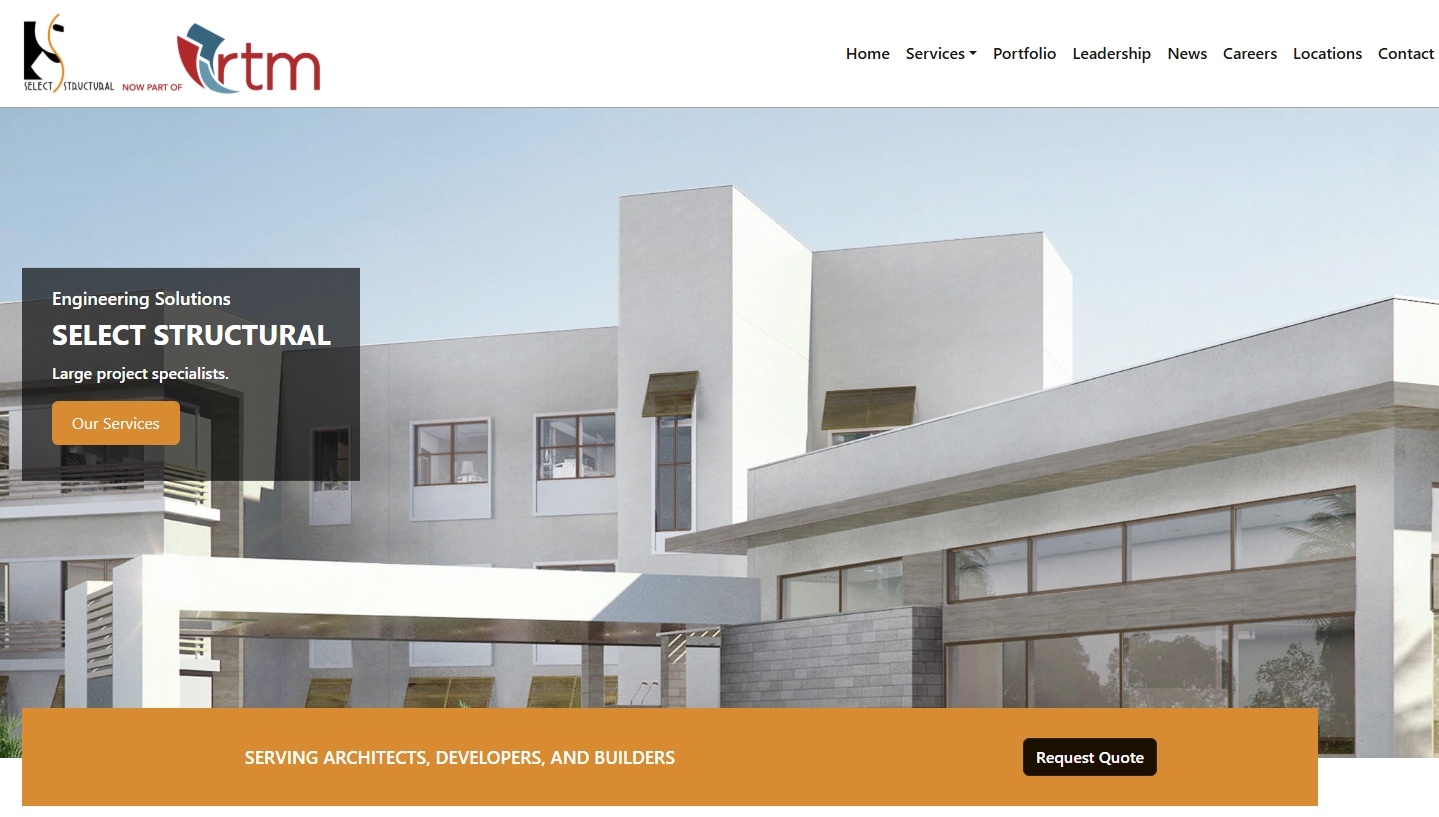 SELECT STRUCTURAL NOW PART OF rtm
Home Services Portfolio Leadership News Careers Locations Contact
Engineering Solutions
SELECT STRUCTURAL
Large project specialists.
Our Services
SERVING ARCHITECTS, DEVELOPERS, AND BUILDERS
Request Quote